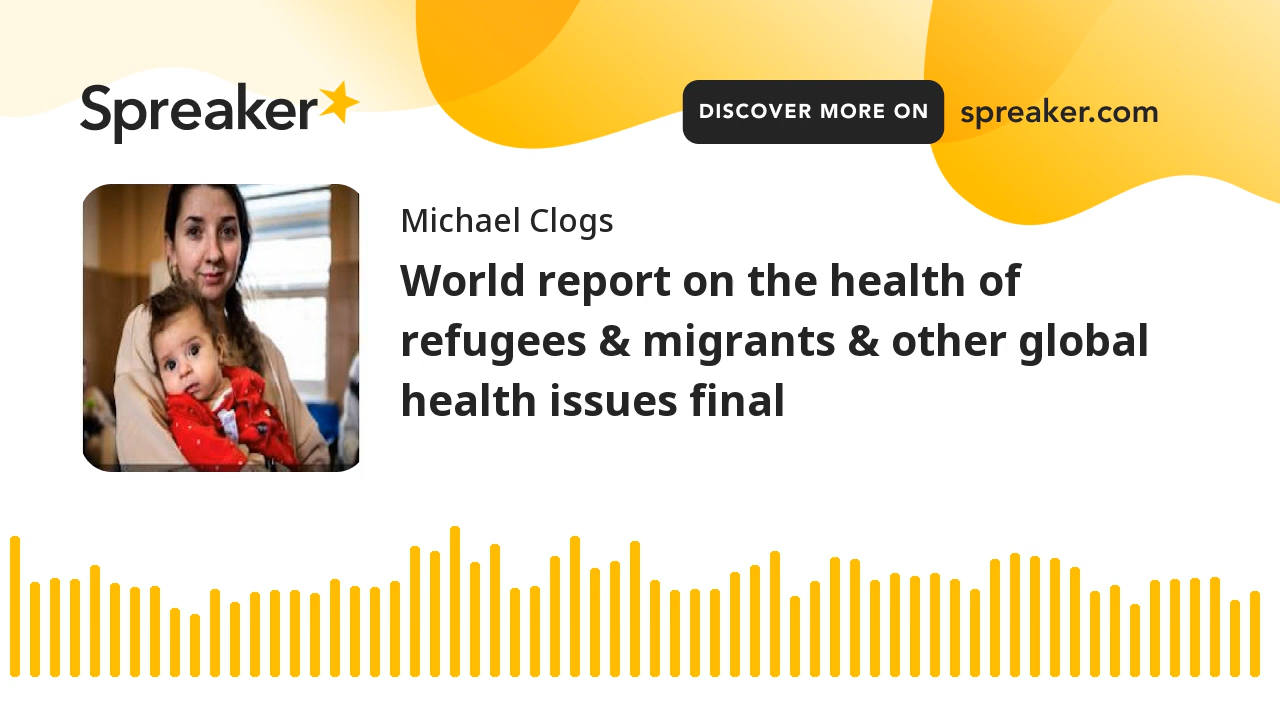 Spreaker
DISCOVER MORE ON
spreaker.com
Michael Clogs
World report on the health of
refugees & migrants & other global
health issues final